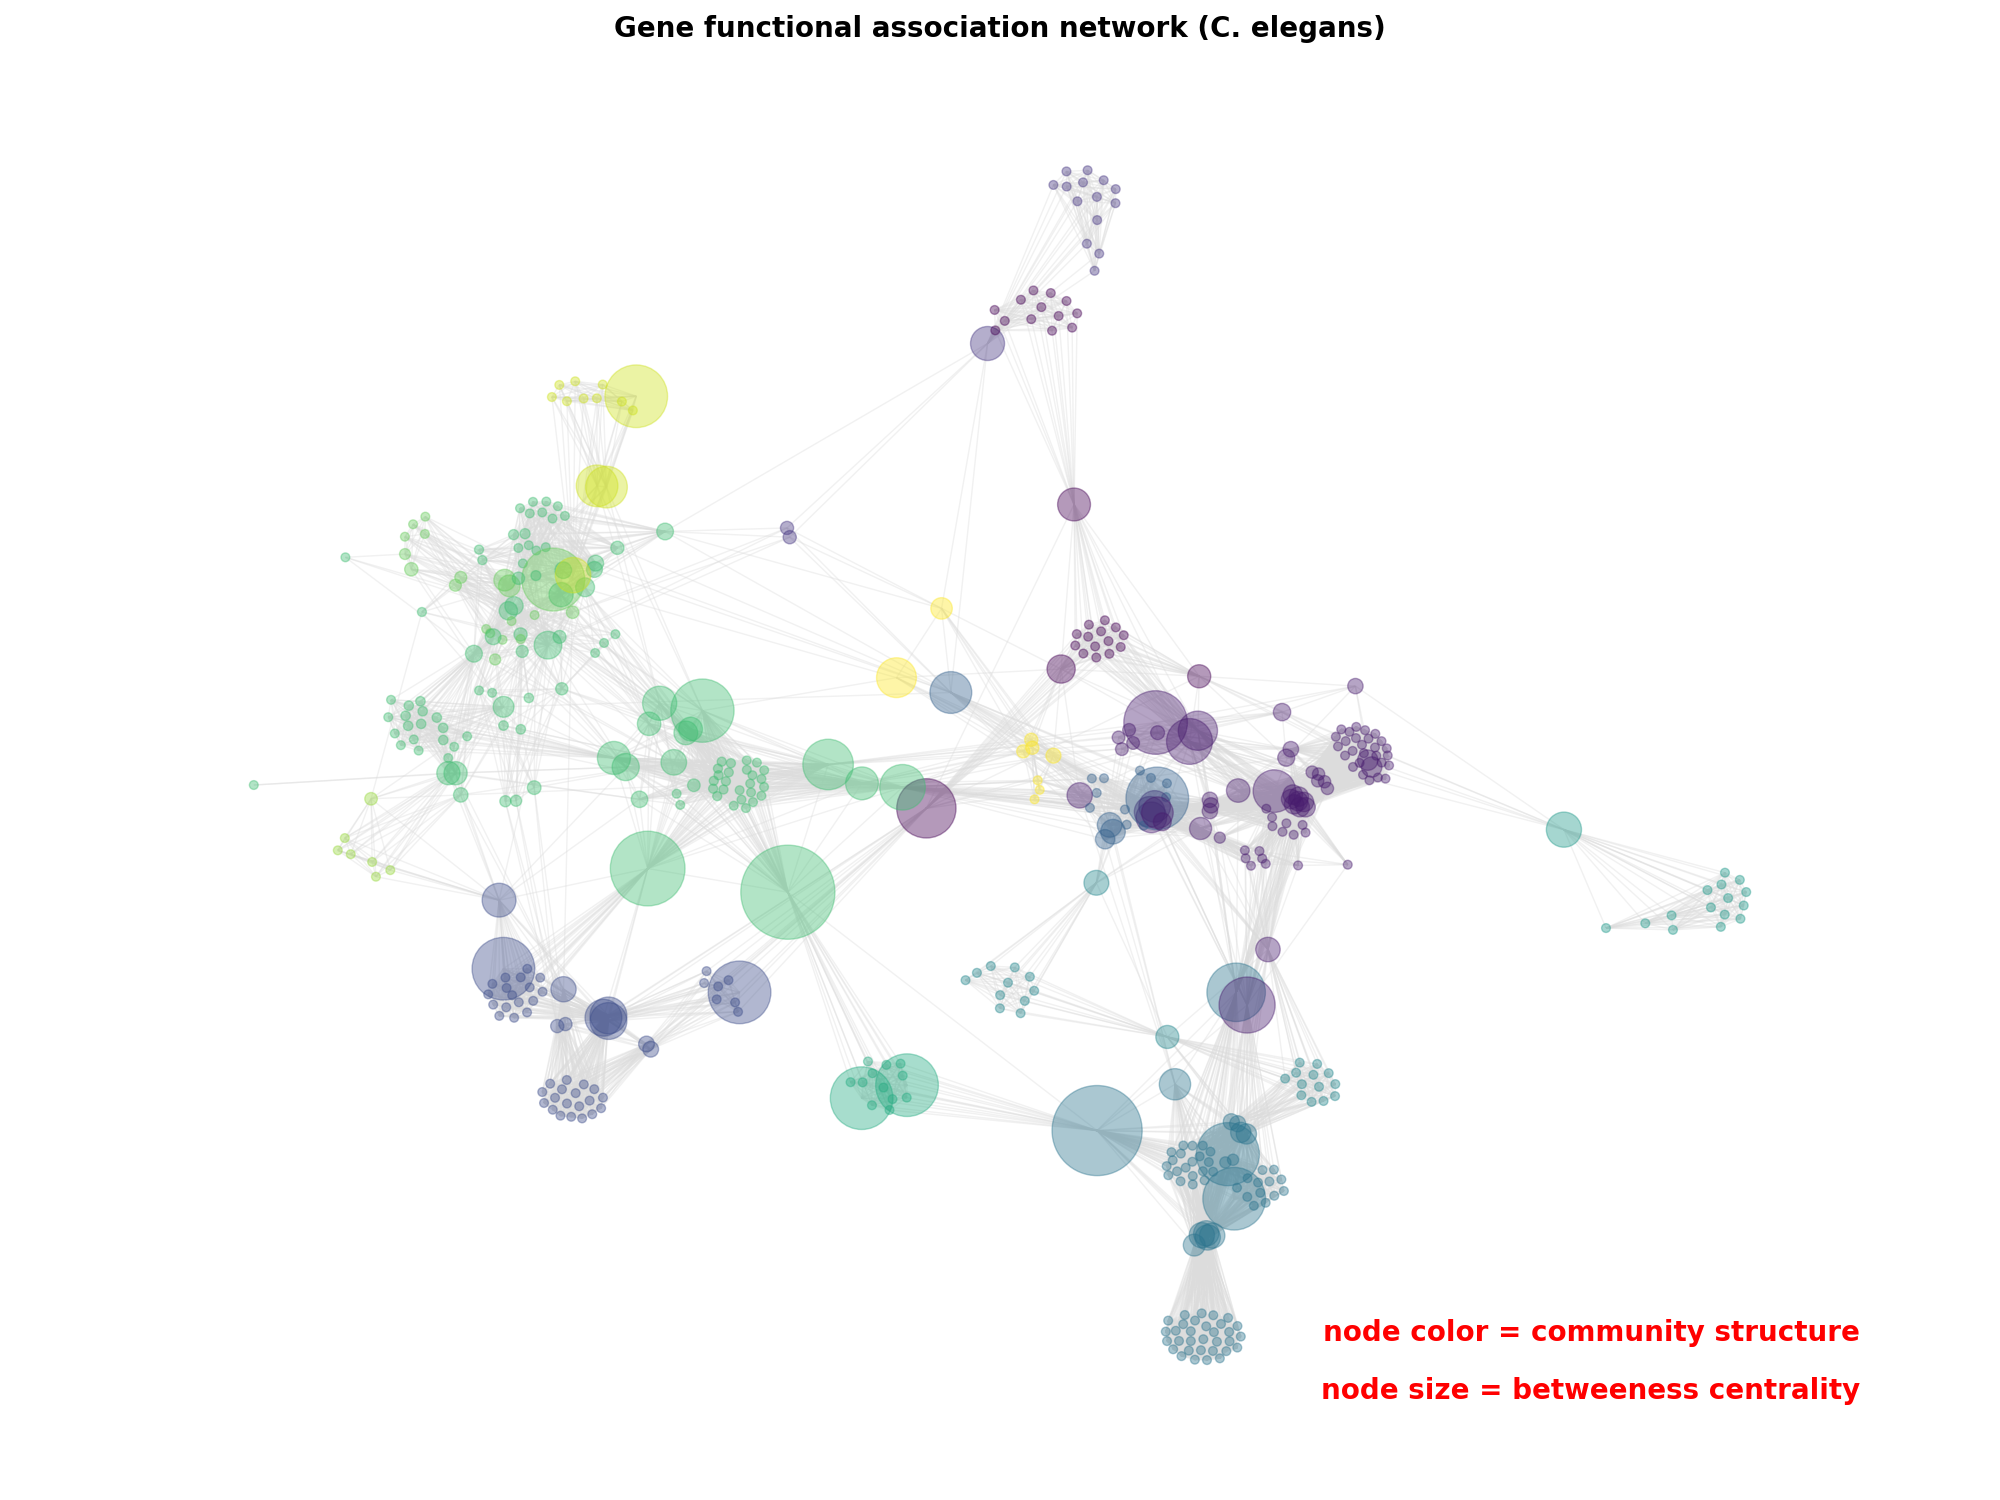 Gene functional association network (C. elegans)
node color = community structure
node size = betweeness centrality